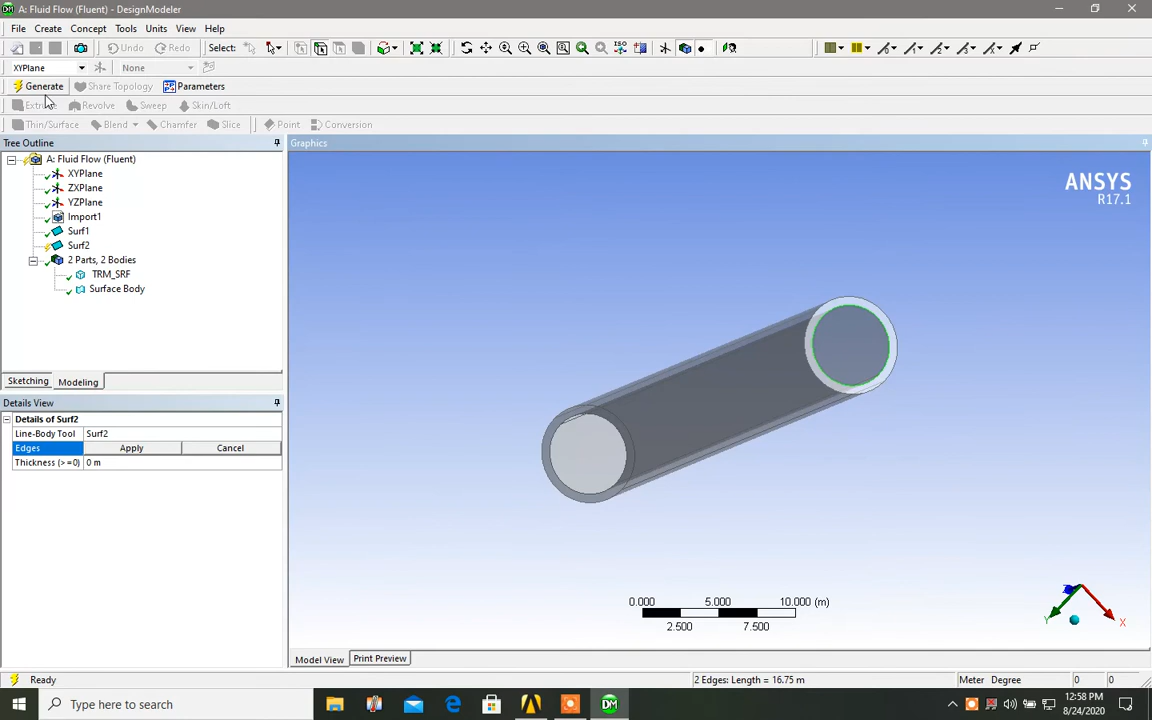 A: Fluid Flow (Fluent) - DesignModeler
File Create Concept Tools Units View Help
Undo Redo Select:
XYPlane None
Generate Share Topology Parameters
Extrude Revolve Sweep Skin/Loft
Thin/Surface Blend Chamfer Slice Point Conversion
Tree Outline
Graphics
A: Fluid Flow (Fluent)
XYPlane
ZXPlane
YZPlane
Import1
Surf1
Surf2
2 Parts, 2 Bodies
TRM_SRF
Surface Body
Sketching Modeling
Details View
Details of Surf2
Line-Body Tool Surf2
Edges Apply Cancel
Thickness (>=0) 0 m
ANSYS
R17.1
0.000 5.000 10.000 (m)
2.500 7.500
Z
Y
X
Model View Print Preview
Ready 2 Edges: Length = 16.75 m Meter Degree 0 0
Type here to search
12:58 PM
8/24/2020